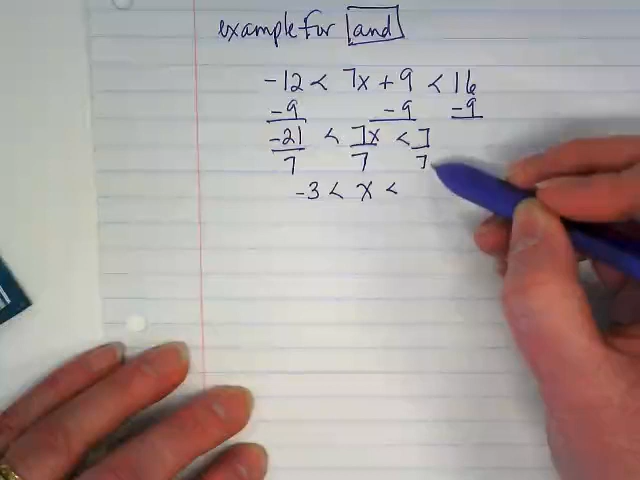 example for and
-12 < 7x + 9 < 16
-9 -9 -9
-21 < 7x < 7
7 7 7
-3 < x <